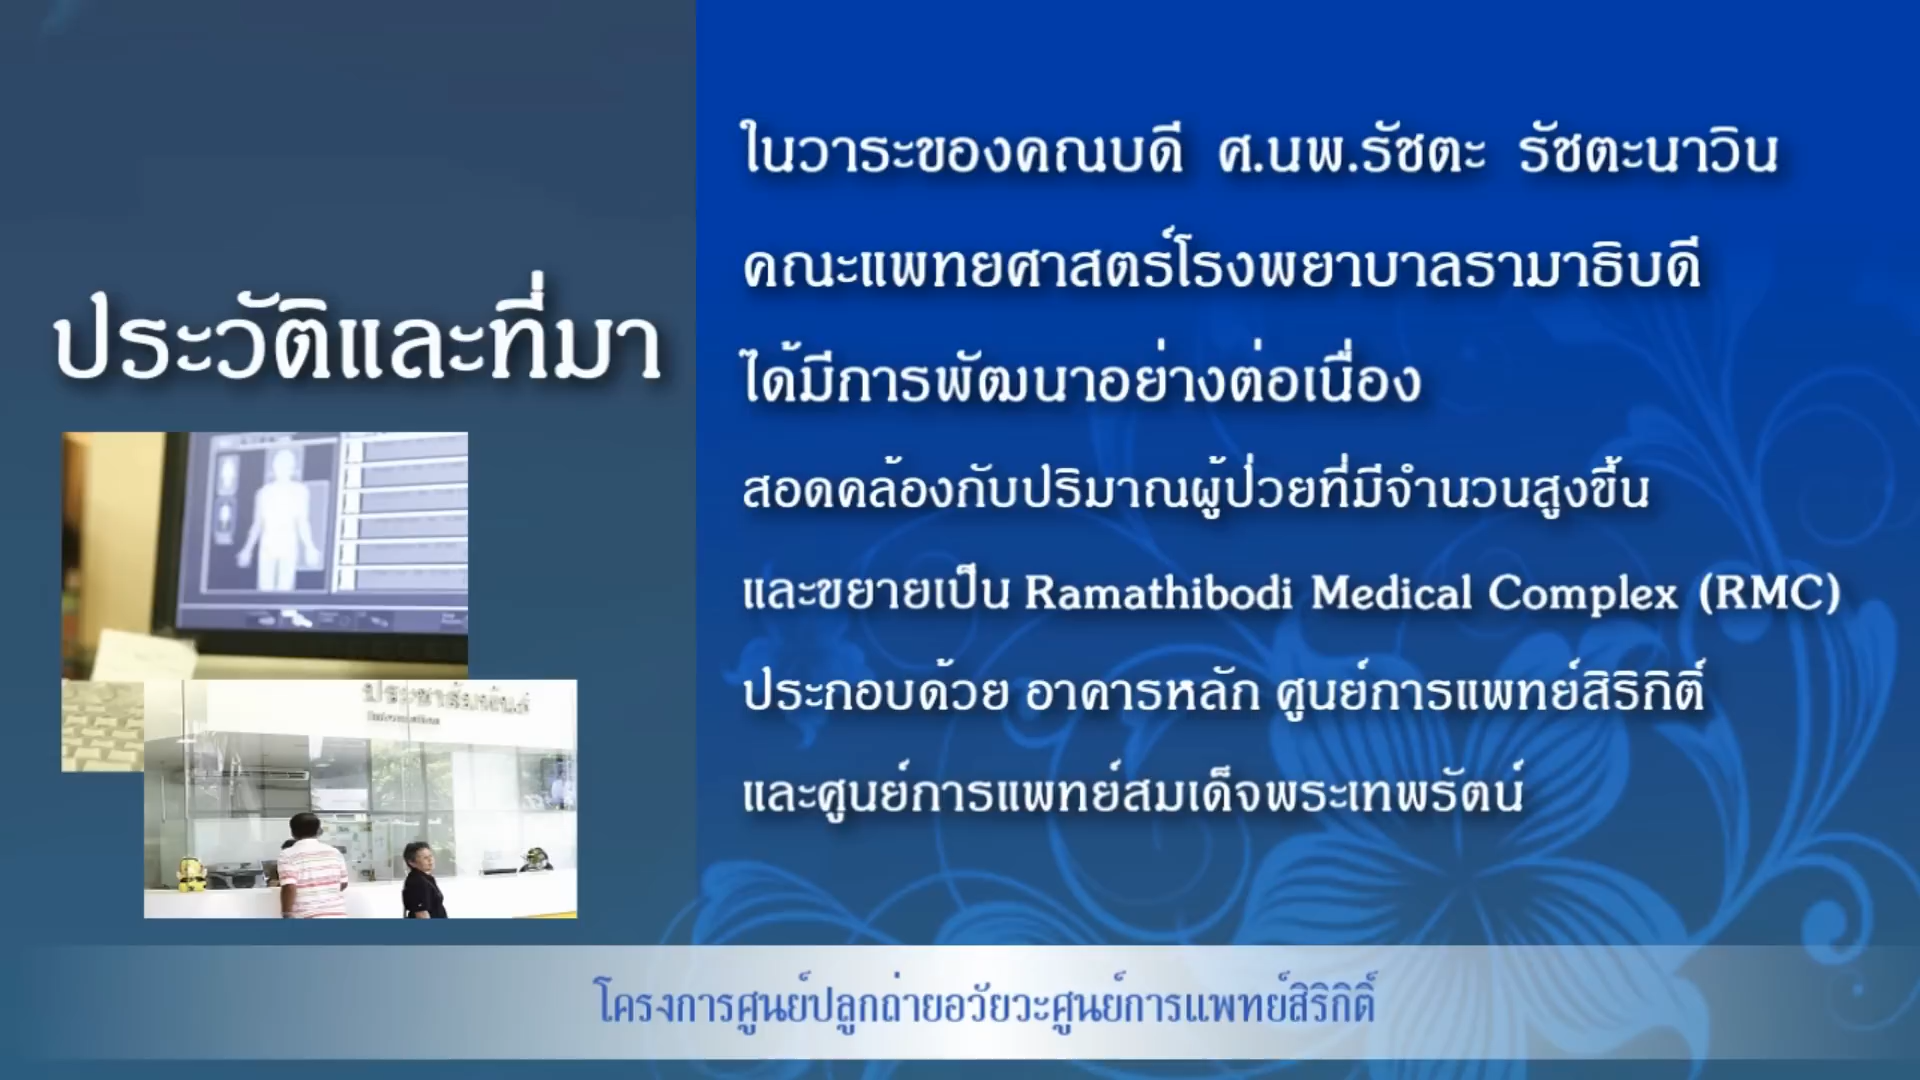 ประวัติและที่มา
ในวาระของคณบดี ศ.นพ.รัชตะ รัชตะนาวิน
คณะแพทยศาสตร์โรงพยาบาลรามาธิบดี
ได้มีการพัฒนาอย่างต่อเนื่อง
สอดคล้องกับปริมาณผู้ป่วยที่มีจำนวนสูงขึ้น
และขยายเป็น Ramathibodi Medical Complex (RMC)
ประกอบด้วย อาคารหลัก ศูนย์การแพทย์สิริกิติ์
และศูนย์การแพทย์สมเด็จพระเทพรัตน์
ประชาสัมพันธ์
Information
โครงการศูนย์ปลูกถ่ายอวัยวะศูนย์การแพทย์สิริกิติ์